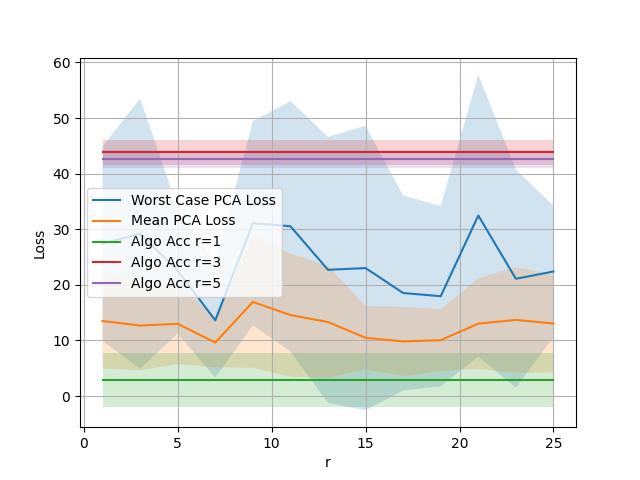 60
50
40
30
20
10
0
Loss
Worst Case PCA Loss
Mean PCA Loss
Algo Acc r=1
Algo Acc r=3
Algo Acc r=5
0 5 10 15 20 25
r